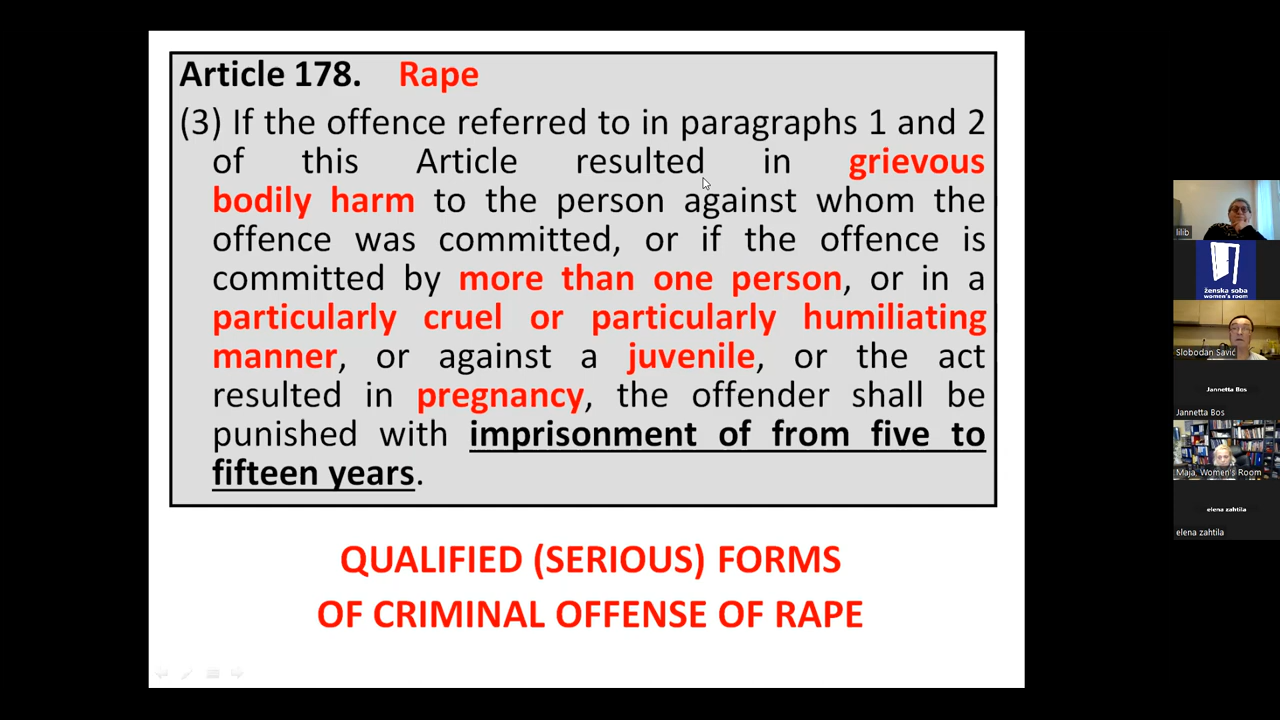 Article 178. Rape
(3) If the offence referred to in paragraphs 1 and 2
of this Article resulted in grievous
bodily harm to the person against whom the
offence was committed, or if the offence is
committed by more than one person, or in a
particularly cruel or particularly humiliating
manner, or against a juvenile, or the act
resulted in pregnancy, the offender shall be
punished with imprisonment of from five to
fifteen years.
QUALIFIED (SERIOUS) FORMS
OF CRIMINAL OFFENSE OF RAPE
lilib
ženska soba
women's room
Slobodan Savić
Jannetta Bos
Jannetta Bos
Maja, Women's Room
elena zahtila
elena zahtila